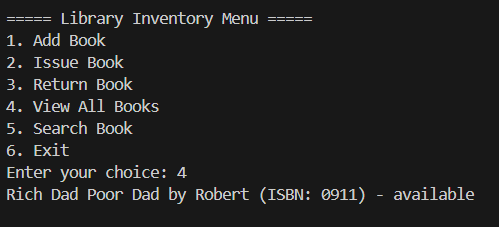 ===== Library Inventory Menu =====
1. Add Book
2. Issue Book
3. Return Book
4. View All Books
5. Search Book
6. Exit
Enter your choice: 4
Rich Dad Poor Dad by Robert (ISBN: 0911) - available